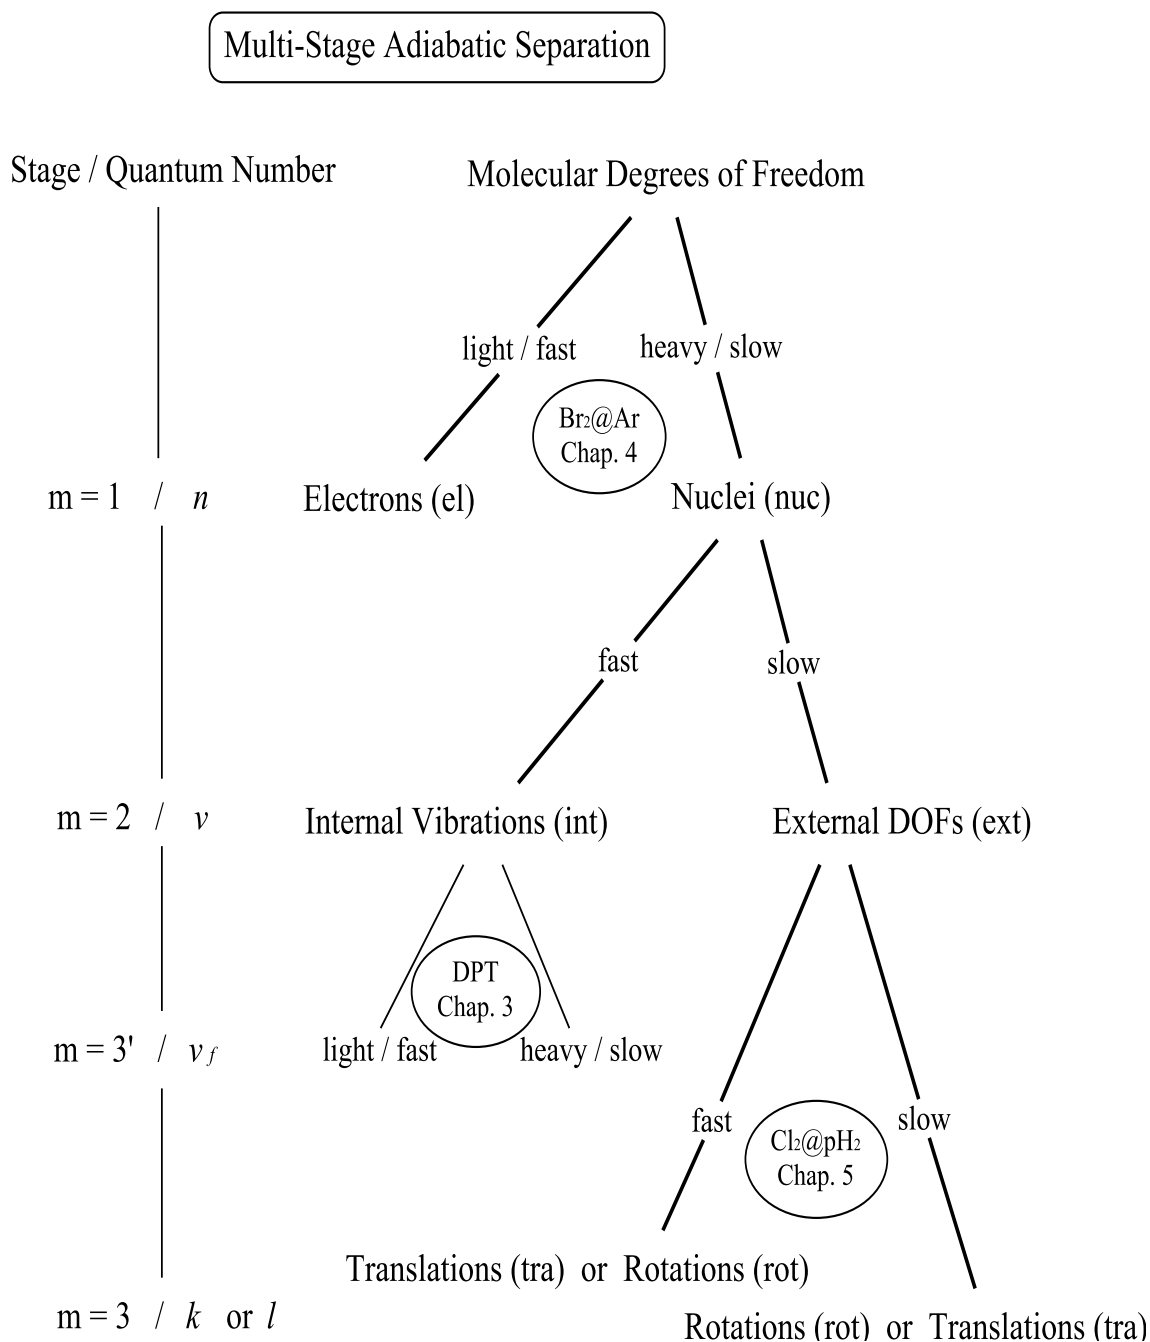 Multi-Stage Adiabatic Separation
Stage / Quantum Number
Molecular Degrees of Freedom
light / fast
heavy / slow
Br₂@Ar
Chap. 4
m = 1 / n
Electrons (el)
Nuclei (nuc)
fast
slow
m = 2 / v
Internal Vibrations (int)
External DOFs (ext)
DPT
Chap. 3
m = 3' / v f
light / fast
heavy / slow
fast
slow
Cl₂@pH₂
Chap. 5
Translations (tra) or Rotations (rot)
m = 3 / k or l
Rotations (rot) or Translations (tra)